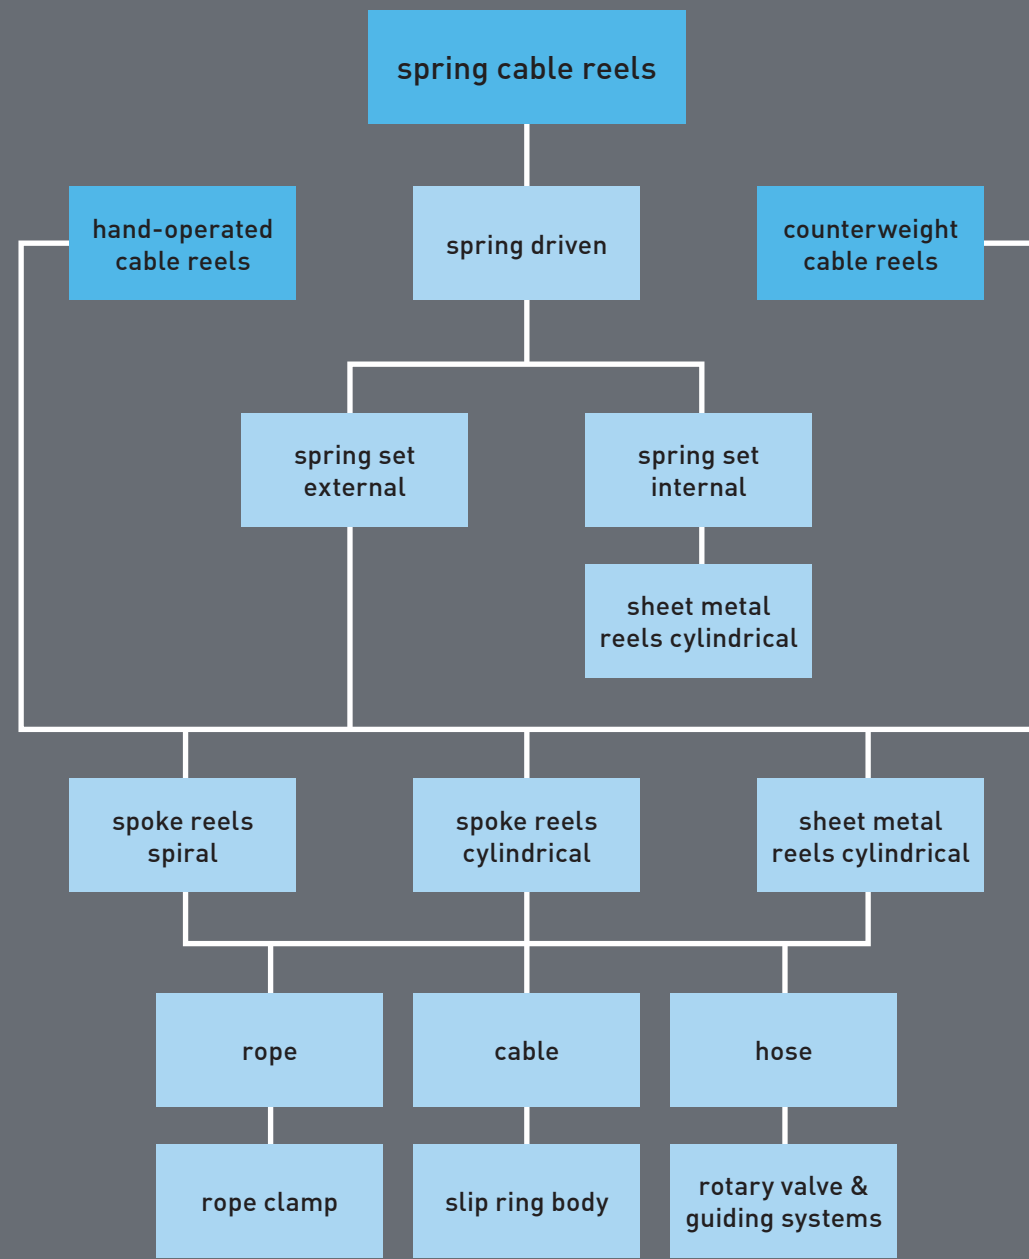 spring cable reels
hand-operated
cable reels
spring driven
counterweight
cable reels
spring set
external
spring set
internal
sheet metal
reels cylindrical
spoke reels
spiral
spoke reels
cylindrical
sheet metal
reels cylindrical
rope
cable
hose
rope clamp
slip ring body
rotary valve &
guiding systems